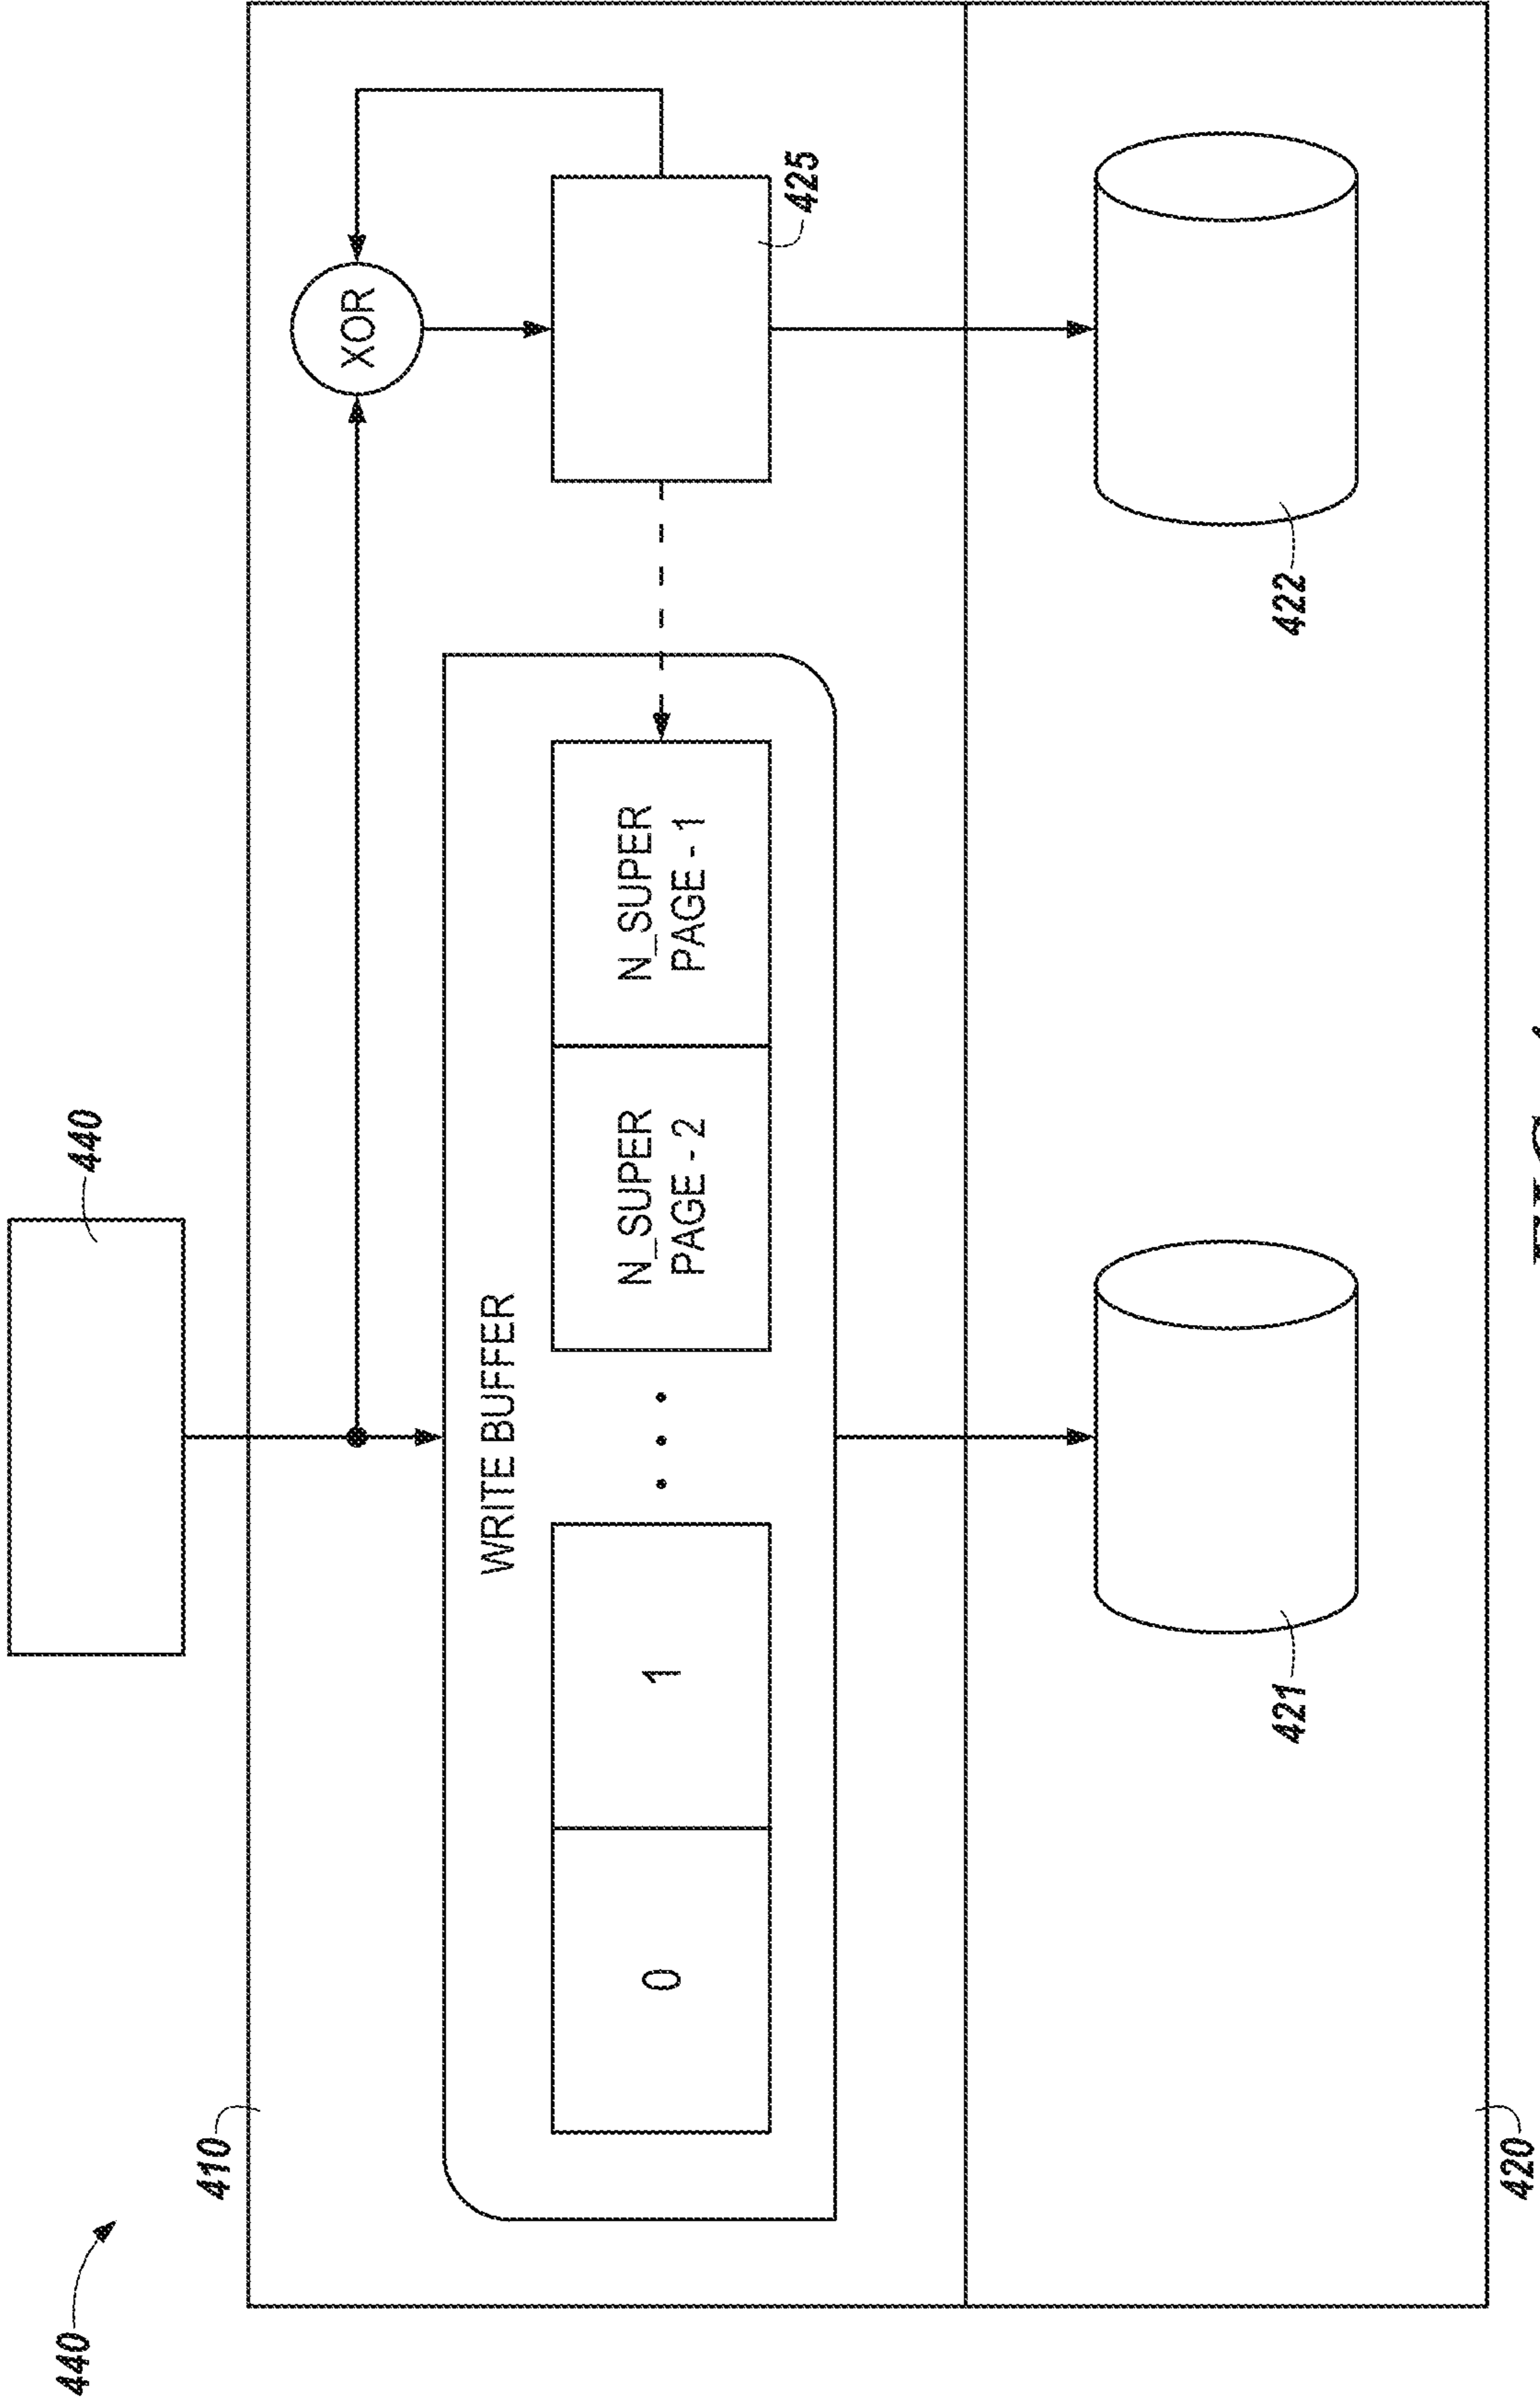 440
440
410
XOR
WRITE BUFFER
0
1
• • •
N_SUPER
PAGE - 2
N_SUPER
PAGE - 1
425
421
422
420